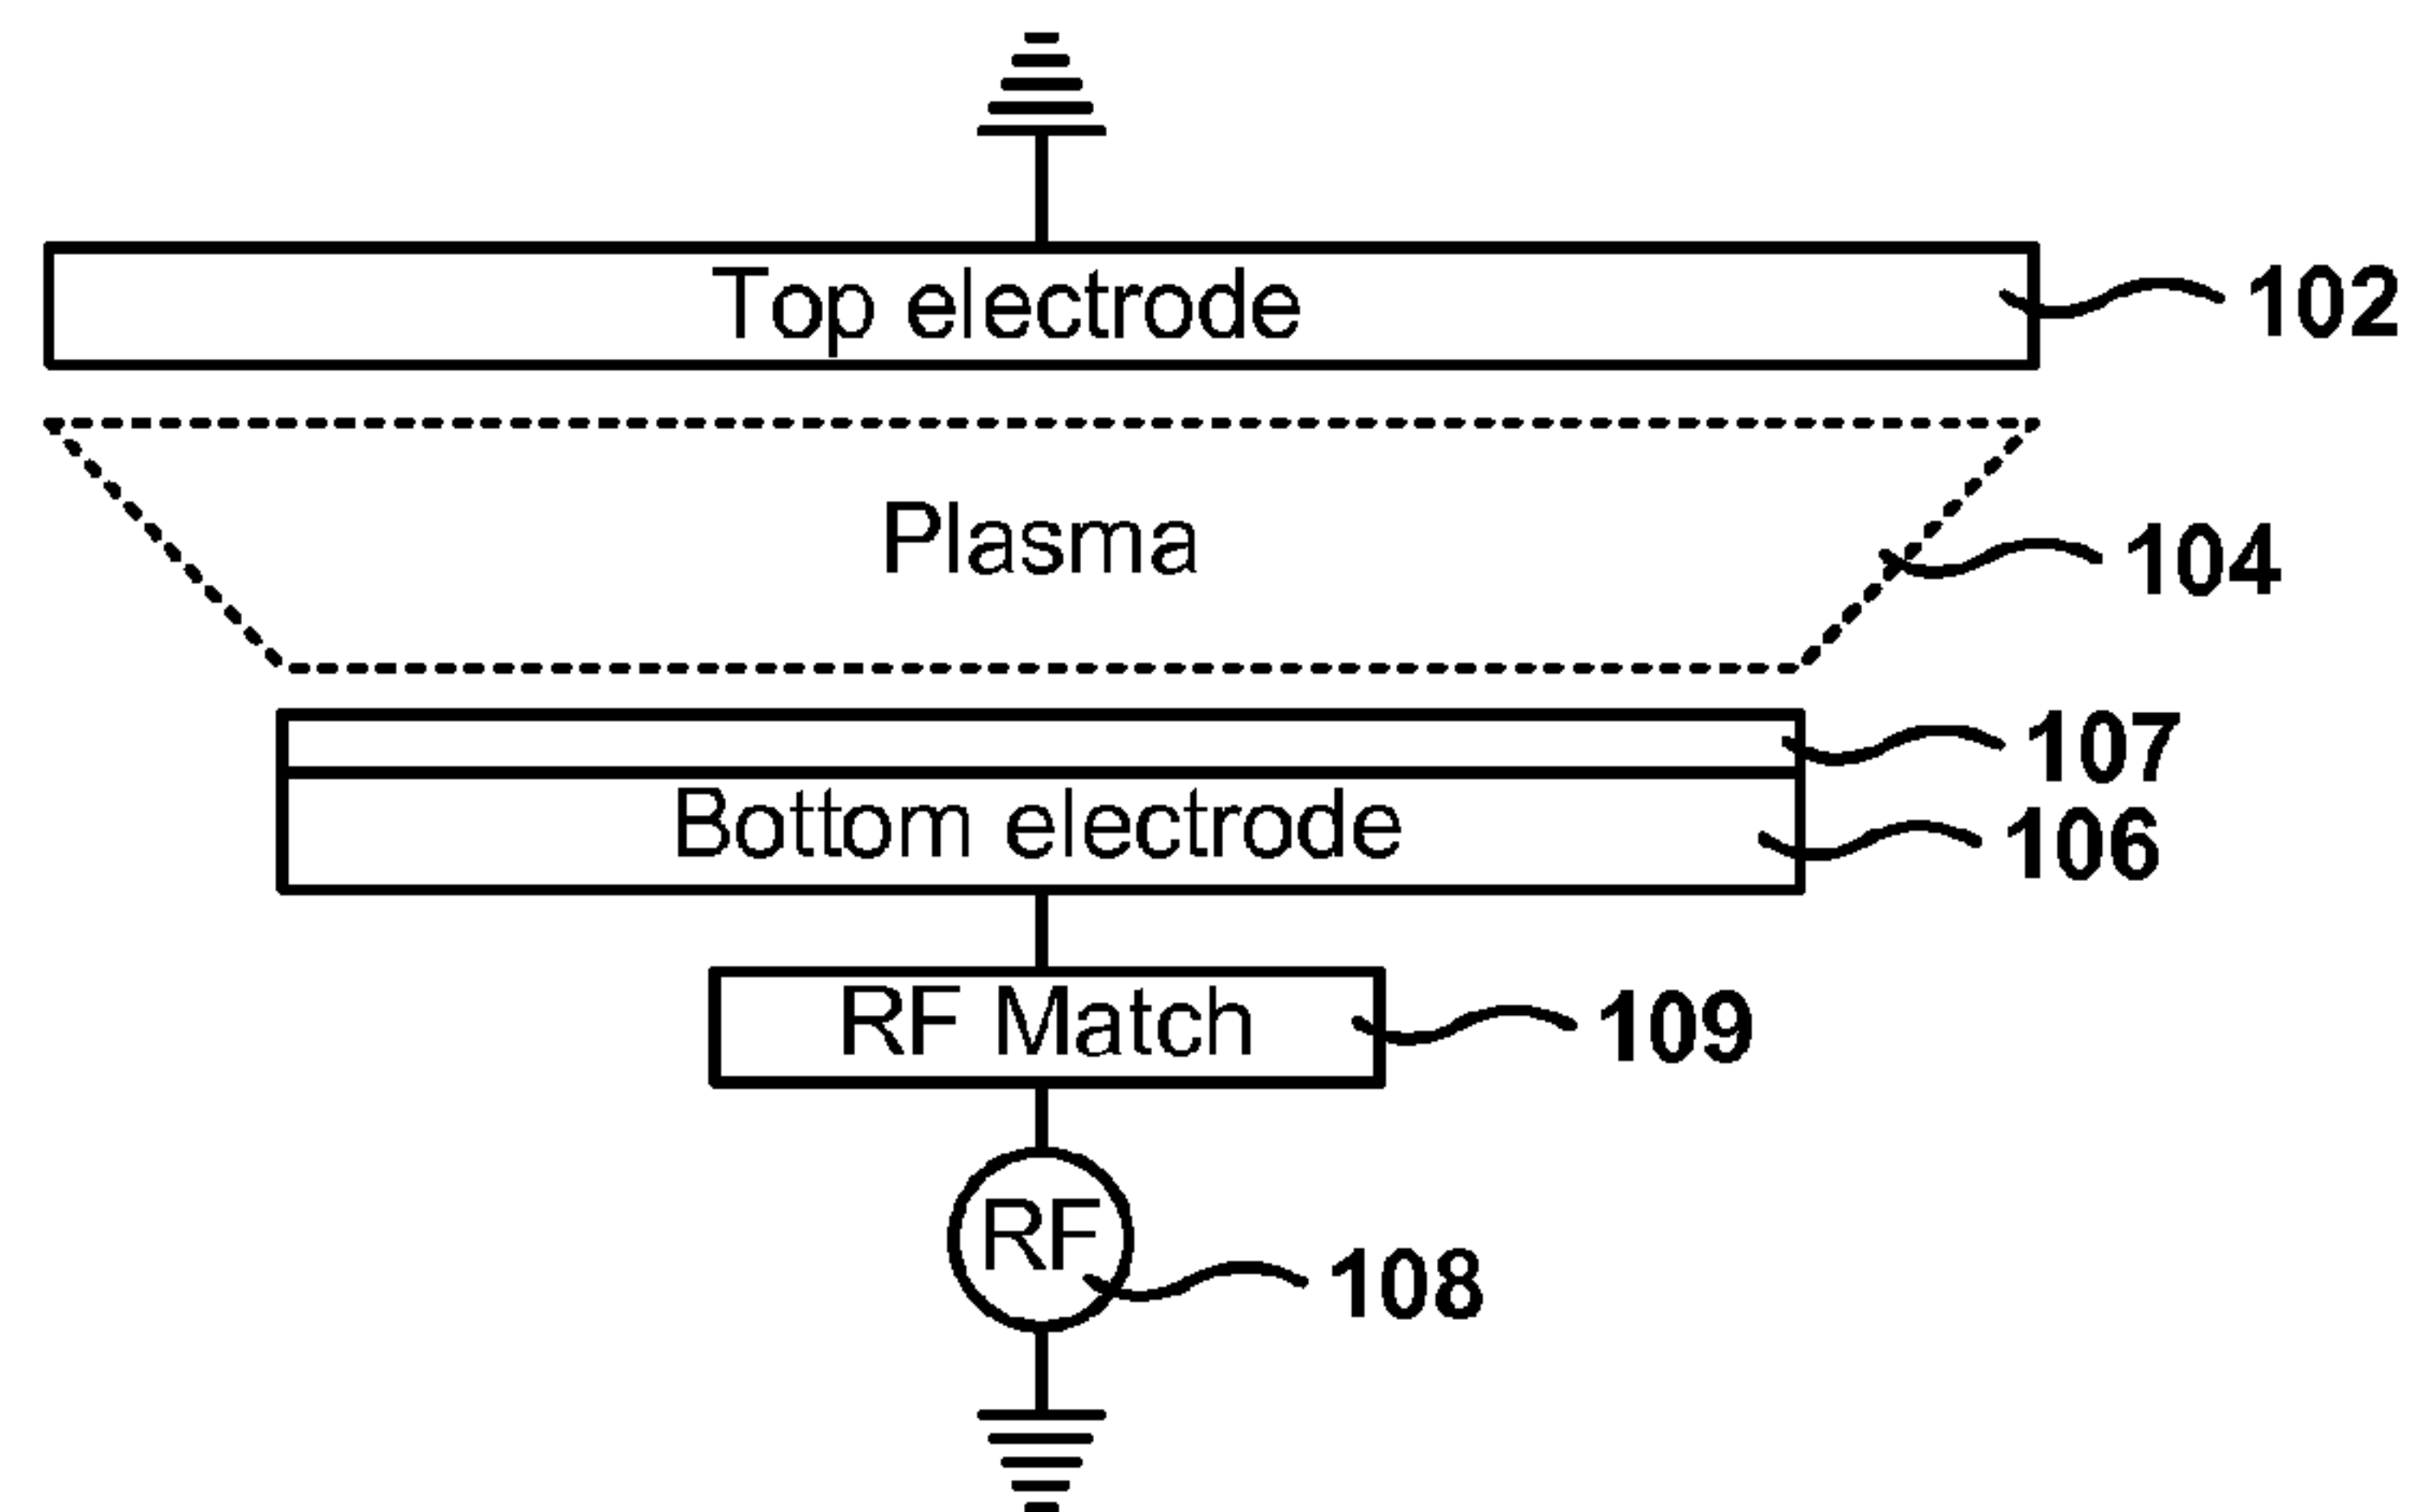 Top electrode 102
Plasma 104
107
Bottom electrode 106
RF Match 109
RF 108